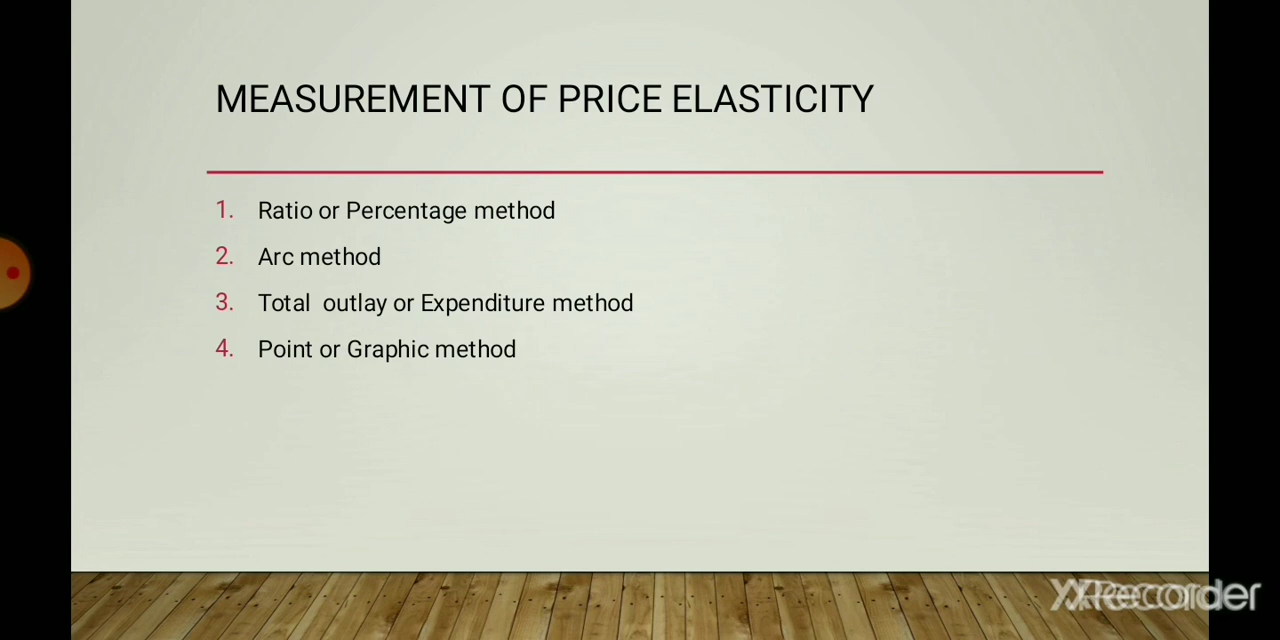 MEASUREMENT OF PRICE ELASTICITY
1. Ratio or Percentage method
2. Arc method
3. Total outlay or Expenditure method
4. Point or Graphic method
XRecorder